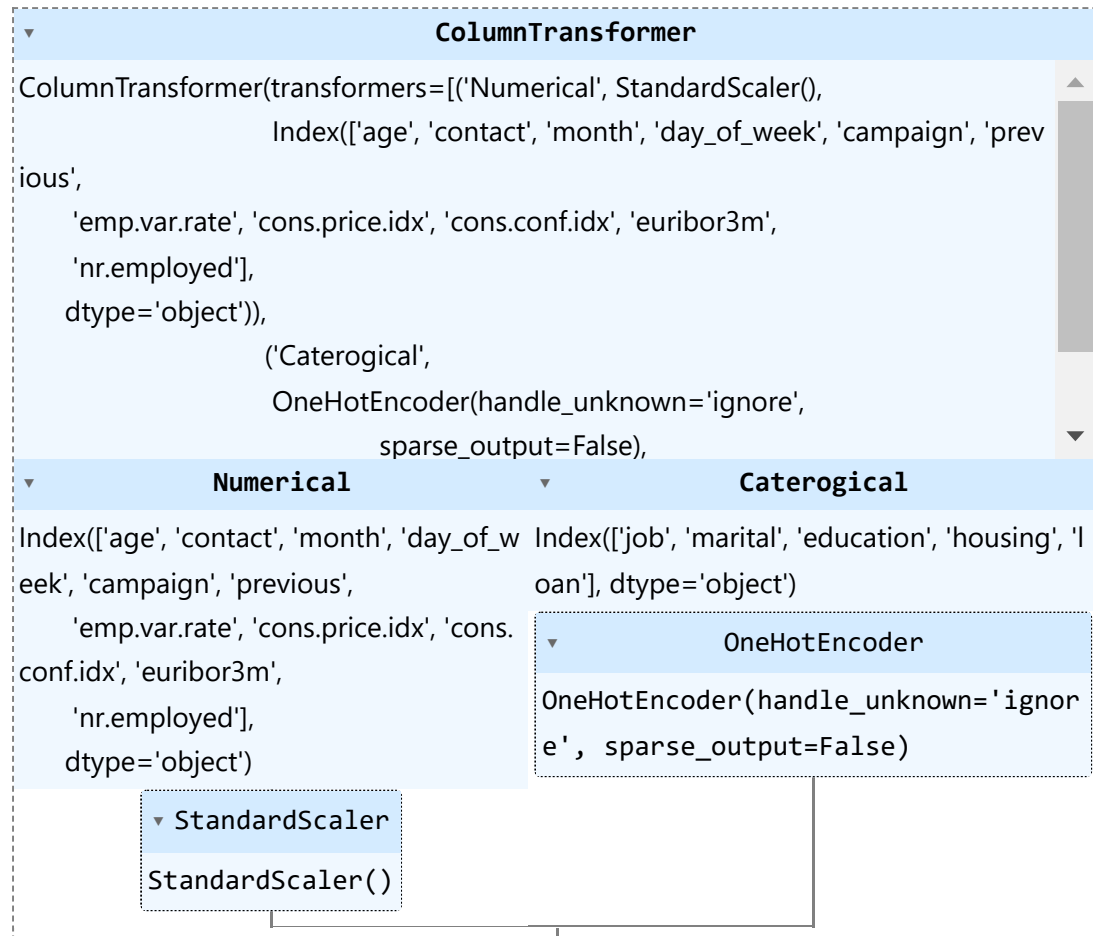 ColumnTransformer
ColumnTransformer(transformers=[('Numerical', StandardScaler(),
Index(['age', 'contact', 'month', 'day_of_week', 'campaign', 'prev
ious',
'emp.var.rate', 'cons.price.idx', 'cons.conf.idx', 'euribor3m',
'nr.employed'],
dtype='object')),
('Caterogical',
OneHotEncoder(handle_unknown='ignore',
sparse_output=False),
Numerical
Index(['age', 'contact', 'month', 'day_of_w
eek', 'campaign', 'previous',
'emp.var.rate', 'cons.price.idx', 'cons.
conf.idx', 'euribor3m',
'nr.employed'],
dtype='object')
StandardScaler
StandardScaler()
Caterogical
Index(['job', 'marital', 'education', 'housing', 'l
oan'], dtype='object')
OneHotEncoder
OneHotEncoder(handle_unknown='ignor
e', sparse_output=False)